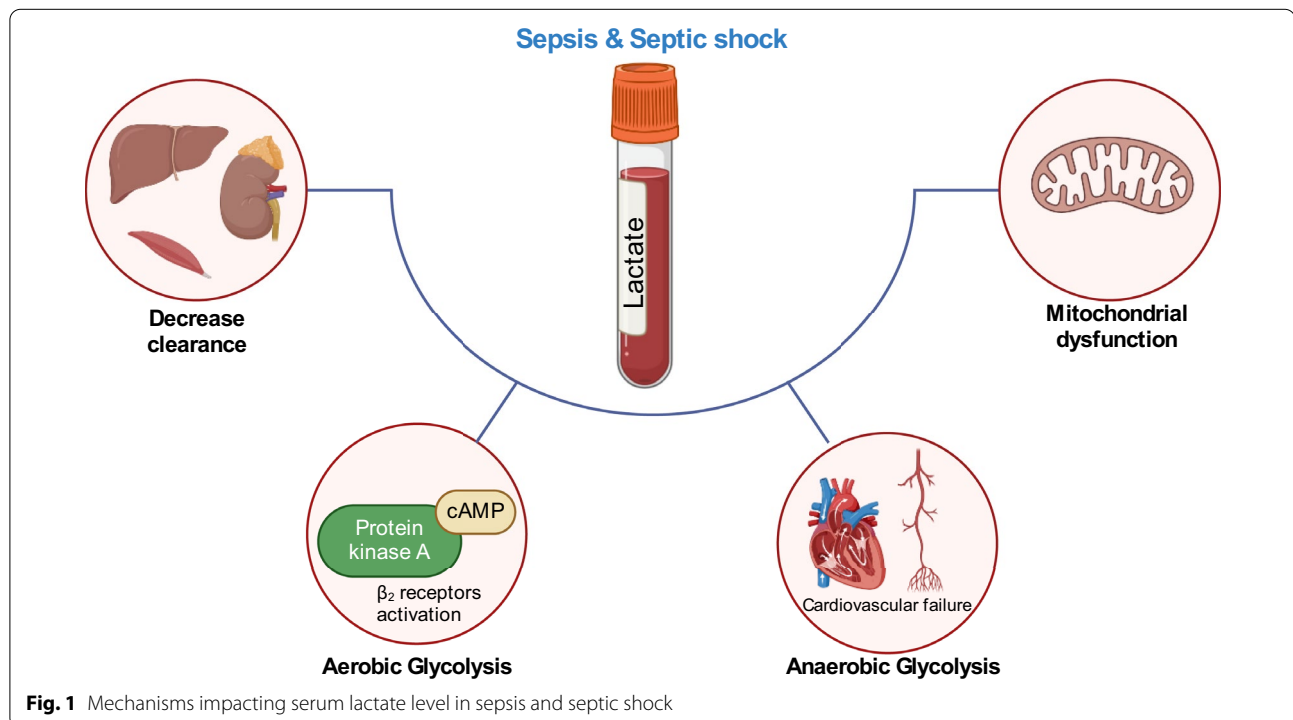 Sepsis & Septic shock
Lactate
Decrease
clearance
Mitochondrial
dysfunction
cAMP
Protein
kinase A
β₂ receptors
activation
Aerobic Glycolysis
Cardiovascular failure
Anaerobic Glycolysis
Fig. 1 Mechanisms impacting serum lactate level in sepsis and septic shock